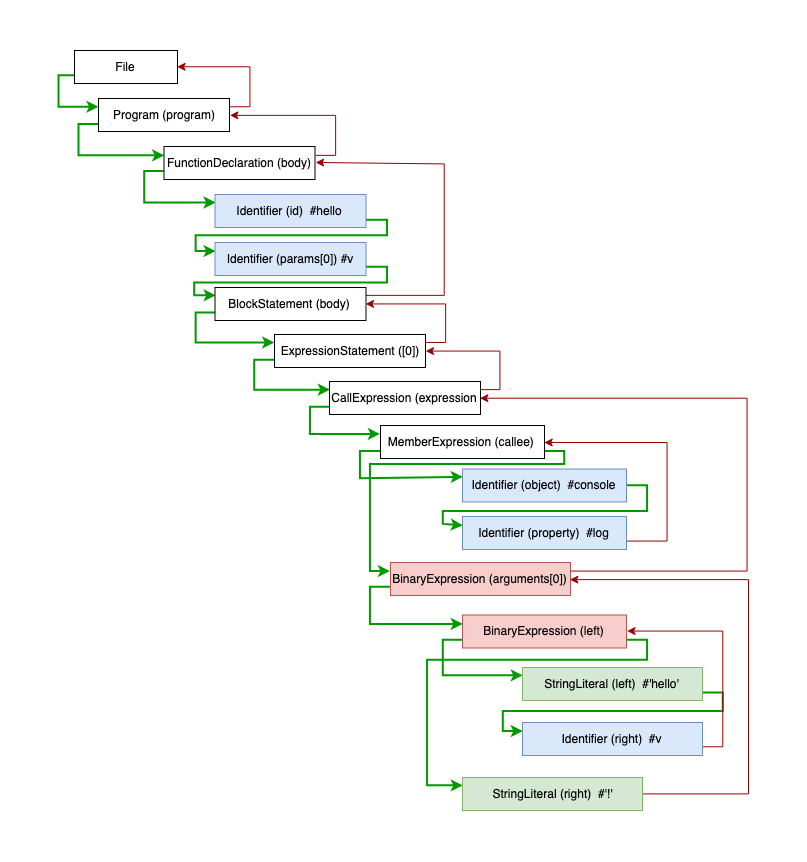 File
Program (program)
FunctionDeclaration (body)
Identifier (id)  #hello
Identifier (params[0]) #v
BlockStatement (body)
ExpressionStatement ([0])
CallExpression (expression
MemberExpression (callee)
Identifier (object)  #console
Identifier (property)  #log
BinaryExpression (arguments[0])
BinaryExpression (left)
StringLiteral (left)  #'hello'
Identifier (right)  #v
StringLiteral (right)  #'!'